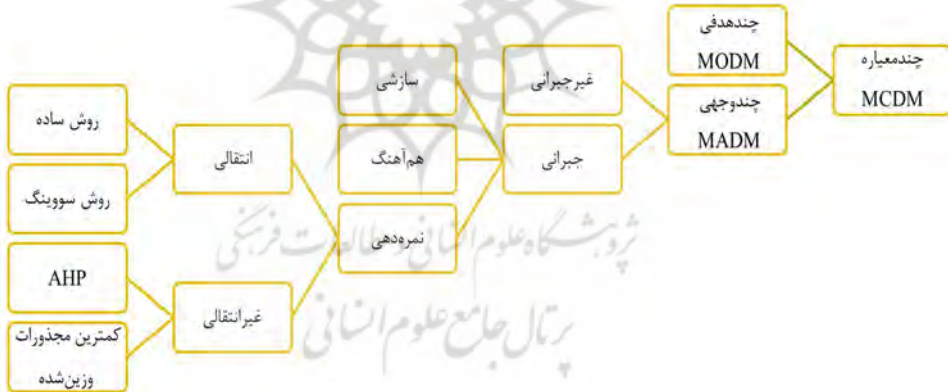 چندمعیاره
MCDM
چندهدفی
MODM
چندوجهی
MADM
غیرجبرانی
جبرانی
سازشی
هم‌آهنگ
نمره‌دهی
انتقالی
غیرانتقالی
روش ساده
روش سووینگ
AHP
کمترین مجذورات
وزین‌شده
پژوهشگاه علوم انسانی و مطالعات فرهنگی
پرتال جامع علوم انسانی